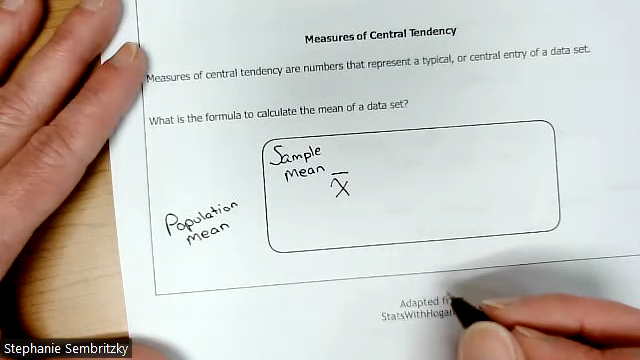 Measures of Central Tendency
Measures of central tendency are numbers that represent a typical, or central entry of a data set.
What is the formula to calculate the mean of a data set?
Sample
mean x̄
Population
mean
Adapted
StatsWithHogan
Stephanie Sembritzky